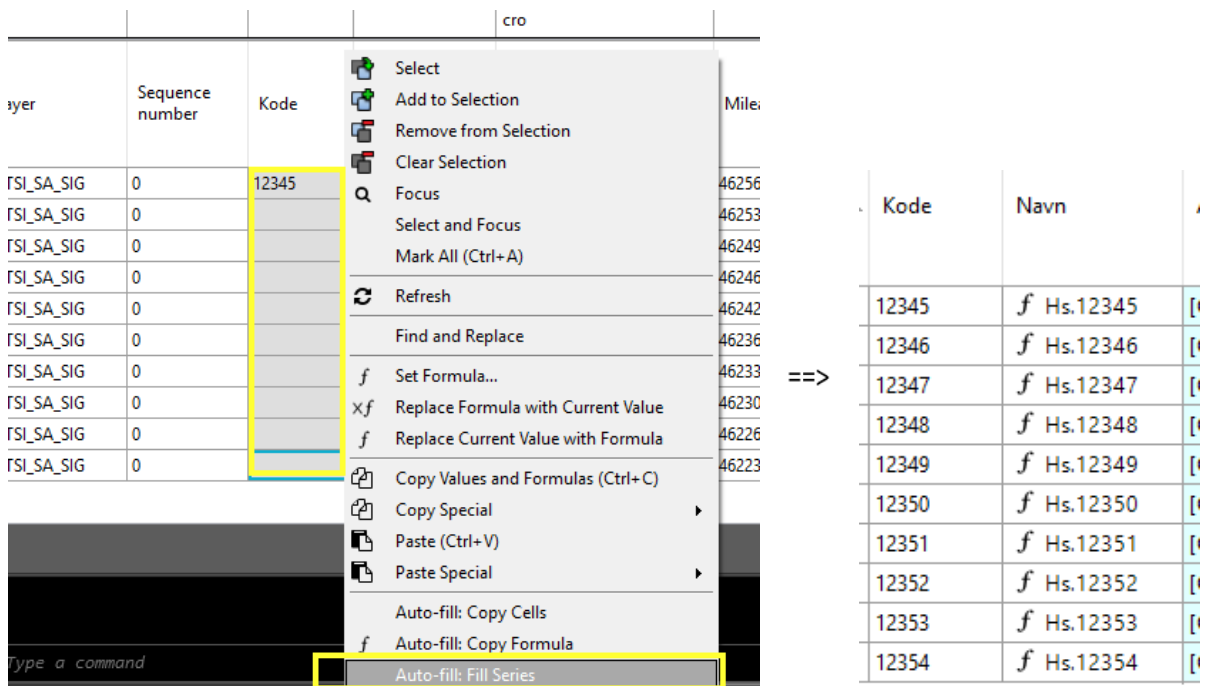 cro
ayer Sequence number Kode Milea
TSI_SA_SIG 0 12345 46256
TSI_SA_SIG 0 46253
TSI_SA_SIG 0 46249
TSI_SA_SIG 0 46246
TSI_SA_SIG 0 46242
TSI_SA_SIG 0 46236
TSI_SA_SIG 0 46233
TSI_SA_SIG 0 46230
TSI_SA_SIG 0 46226
TSI_SA_SIG 0 46223
Type a command
Select
Add to Selection
Remove from Selection
Clear Selection
Focus
Select and Focus
Mark All (Ctrl+A)
Refresh
Find and Replace
f Set Formula...
×f Replace Formula with Current Value
f Replace Current Value with Formula
Copy Values and Formulas (Ctrl+C)
Copy Special
Paste (Ctrl+V)
Paste Special
Auto-fill: Copy Cells
f Auto-fill: Copy Formula
Auto-fill: Fill Series
==>
Kode Navn
12345 f Hs.12345
12346 f Hs.12346
12347 f Hs.12347
12348 f Hs.12348
12349 f Hs.12349
12350 f Hs.12350
12351 f Hs.12351
12352 f Hs.12352
12353 f Hs.12353
12354 f Hs.12354